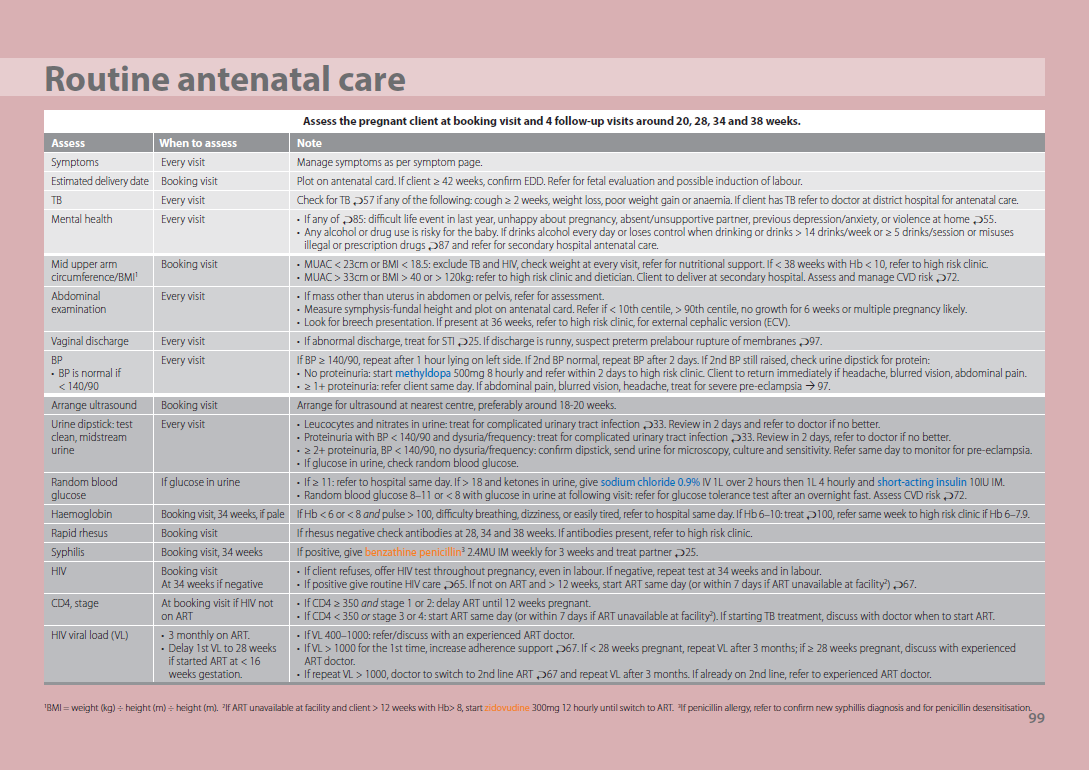 Routine antenatal care
Assess the pregnant client at booking visit and 4 follow-up visits around 20, 28, 34 and 38 weeks.
Assess When to assess Note
Symptoms Every visit Manage symptoms as per symptom page.
Estimated delivery date Booking visit Plot on antenatal card. If client ≥ 42 weeks, confirm EDD. Refer for fetal evaluation and possible induction of labour.
TB Every visit Check for TB ⮌57 if any of the following: cough ≥ 2 weeks, weight loss, poor weight gain or anaemia. If client has TB refer to doctor at district hospital for antenatal care.
Mental health Every visit • If any of ⮌85: difficult life event in last year, unhappy about pregnancy, absent/unsupportive partner, previous depression/anxiety, or violence at home ⮌55.
• Any alcohol or drug use is risky for the baby. If drinks alcohol every day or loses control when drinking or drinks > 14 drinks/week or ≥ 5 drinks/session or misuses
illegal or prescription drugs ⮌87 and refer for secondary hospital antenatal care.
Mid upper arm Booking visit • MUAC < 23cm or BMI < 18.5: exclude TB and HIV, check weight at every visit, refer for nutritional support. If < 38 weeks with Hb < 10, refer to high risk clinic.
circumference/BMI¹ • MUAC > 33cm or BMI > 40 or > 120kg: refer to high risk clinic and dietician. Client to deliver at secondary hospital. Assess and manage CVD risk ⮌72.
Abdominal Every visit • If mass other than uterus in abdomen or pelvis, refer for assessment.
examination • Measure symphysis-fundal height and plot on antenatal card. Refer if < 10th centile, > 90th centile, no growth for 6 weeks or multiple pregnancy likely.
• Look for breech presentation. If present at 36 weeks, refer to high risk clinic, for external cephalic version (ECV).
Vaginal discharge Every visit • If abnormal discharge, treat for STI ⮌25. If discharge is runny, suspect preterm prelabour rupture of membranes ⮌97.
BP Every visit If BP ≥ 140/90, repeat after 1 hour lying on left side. If 2nd BP normal, repeat BP after 2 days. If 2nd BP still raised, check urine dipstick for protein:
• BP is normal if • No proteinuria: start methyldopa 500mg 8 hourly and refer within 2 days to high risk clinic. Client to return immediately if headache, blurred vision, abdominal pain.
< 140/90 • ≥ 1+ proteinuria: refer client same day. If abdominal pain, blurred vision, headache, treat for severe pre-eclampsia → 97.
Arrange ultrasound Booking visit Arrange for ultrasound at nearest centre, preferably around 18-20 weeks.
Urine dipstick: test Every visit • Leucocytes and nitrates in urine: treat for complicated urinary tract infection ⮌33. Review in 2 days and refer to doctor if no better.
clean, midstream • Proteinuria with BP < 140/90 and dysuria/frequency: treat for complicated urinary tract infection ⮌33. Review in 2 days, refer to doctor if no better.
urine • ≥ 2+ proteinuria, BP < 140/90, no dysuria/frequency: confirm dipstick, send urine for microscopy, culture and sensitivity. Refer same day to monitor for pre-eclampsia.
• If glucose in urine, check random blood glucose.
Random blood If glucose in urine • If ≥ 11: refer to hospital same day. If > 18 and ketones in urine, give sodium chloride 0.9% IV 1L over 2 hours then 1L 4 hourly and short-acting insulin 10IU IM.
glucose • Random blood glucose 8–11 or < 8 with glucose in urine at following visit: refer for glucose tolerance test after an overnight fast. Assess CVD risk ⮌72.
Haemoglobin Booking visit, 34 weeks, if pale If Hb < 6 or < 8 and pulse > 100, difficulty breathing, dizziness, or easily tired, refer to hospital same day. If Hb 6–10: treat ⮌100, refer same week to high risk clinic if Hb 6–7.9.
Rapid rhesus Booking visit If rhesus negative check antibodies at 28, 34 and 38 weeks. If antibodies present, refer to high risk clinic.
Syphilis Booking visit, 34 weeks If positive, give benzathine penicillin³ 2.4MU IM weekly for 3 weeks and treat partner ⮌25.
HIV Booking visit • If client refuses, offer HIV test throughout pregnancy, even in labour. If negative, repeat test at 34 weeks and in labour.
At 34 weeks if negative • If positive give routine HIV care ⮌65. If not on ART and > 12 weeks, start ART same day (or within 7 days if ART unavailable at facility²) ⮌67.
CD4, stage At booking visit if HIV not • If CD4 ≥ 350 and stage 1 or 2: delay ART until 12 weeks pregnant.
on ART • If CD4 < 350 or stage 3 or 4: start ART same day (or within 7 days if ART unavailable at facility²). If starting TB treatment, discuss with doctor when to start ART.
HIV viral load (VL) • 3 monthly on ART. • If VL 400–1000: refer/discuss with an experienced ART doctor.
• Delay 1st VL to 28 weeks • If VL > 1000 for the 1st time, increase adherence support ⮌67. If < 28 weeks pregnant, repeat VL after 3 months; if ≥ 28 weeks pregnant, discuss with experienced
if started ART at < 16 ART doctor.
weeks gestation. • If repeat VL > 1000, doctor to switch to 2nd line ART ⮌67 and repeat VL after 3 months. If already on 2nd line, refer to experienced ART doctor.
¹BMI = weight (kg) ÷ height (m) ÷ height (m). ²If ART unavailable at facility and client > 12 weeks with Hb> 8, start zidovudine 300mg 12 hourly until switch to ART. ³If penicillin allergy, refer to confirm new syphillis diagnosis and for penicillin desensitisation.
99